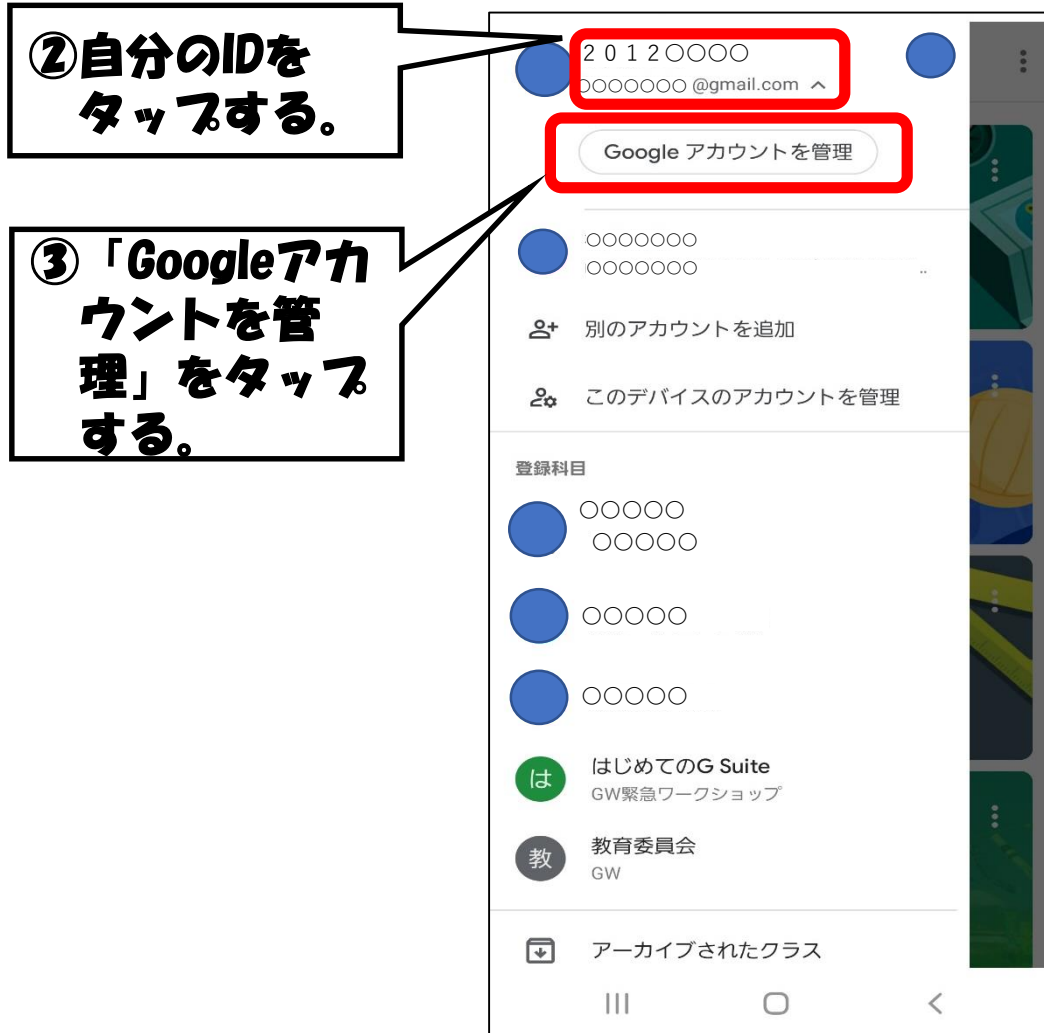 ②自分のIDを
タップする。
③「Googleアカ
ウントを管
理」をタップ
する。
２０１２○○○○
○○○○○○○ @gmail.com
Google アカウントを管理
○○○○○○○
○○○○○○○
別のアカウントを追加
このデバイスのアカウントを管理
登録科目
○○○○○
○○○○○
○○○○○
○○○○○
は
はじめてのG Suite
GW緊急ワークショップ
教
教育委員会
GW
アーカイブされたクラス